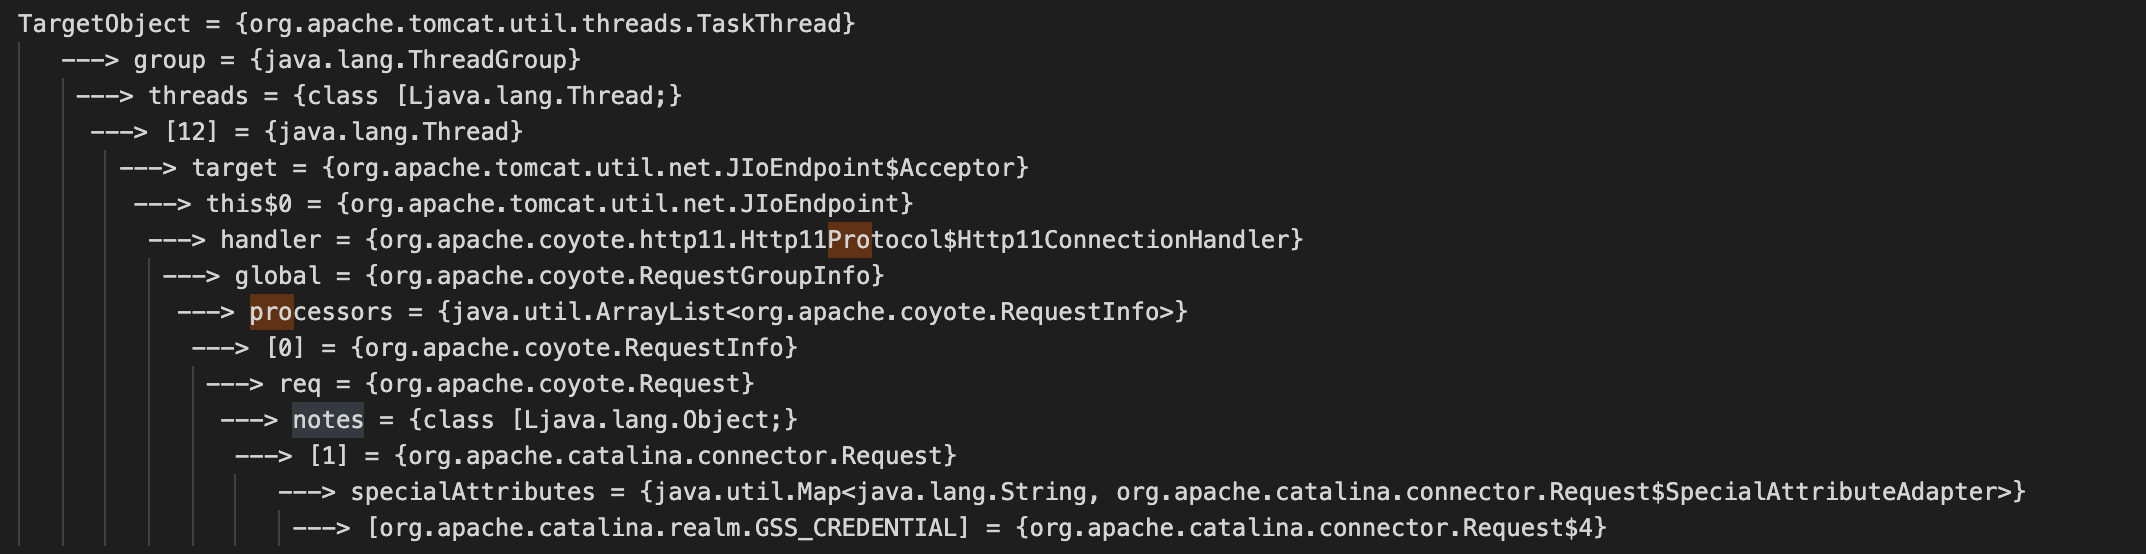 TargetObject = {org.apache.tomcat.util.threads.TaskThread}
---> group = {java.lang.ThreadGroup}
---> threads = {class [Ljava.lang.Thread;}
---> [12] = {java.lang.Thread}
---> target = {org.apache.tomcat.util.net.JIoEndpoint$Acceptor}
---> this$0 = {org.apache.tomcat.util.net.JIoEndpoint}
---> handler = {org.apache.coyote.http11.Http11Protocol$Http11ConnectionHandler}
---> global = {org.apache.coyote.RequestGroupInfo}
---> processors = {java.util.ArrayList<org.apache.coyote.RequestInfo>}
---> [0] = {org.apache.coyote.RequestInfo}
---> req = {org.apache.coyote.Request}
---> notes = {class [Ljava.lang.Object;}
---> [1] = {org.apache.catalina.connector.Request}
---> specialAttributes = {java.util.Map<java.lang.String, org.apache.catalina.connector.Request$SpecialAttributeAdapter>}
---> [org.apache.catalina.realm.GSS_CREDENTIAL] = {org.apache.catalina.connector.Request$4}